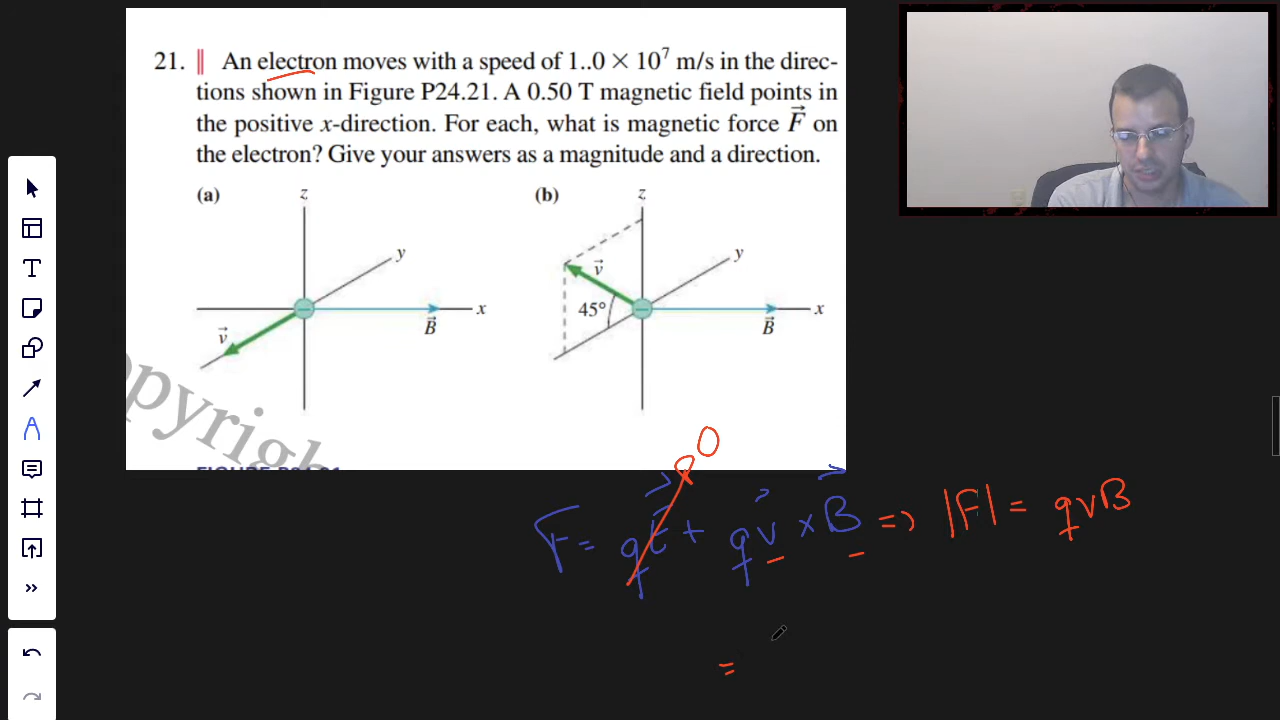 21. || An electron moves with a speed of 1..0 × 10⁷ m/s in the direc-
tions shown in Figure P24.21. A 0.50 T magnetic field points in
the positive x-direction. For each, what is magnetic force F⃗ on
the electron? Give your answers as a magnitude and a direction.
(a) z (b) z
y y
v⃗ v⃗
45°
x x
B⃗ B⃗
opyrigh
0
F = qE⃗ + qv⃗ × B⃗ => |F| = qvB
=
T
A
»